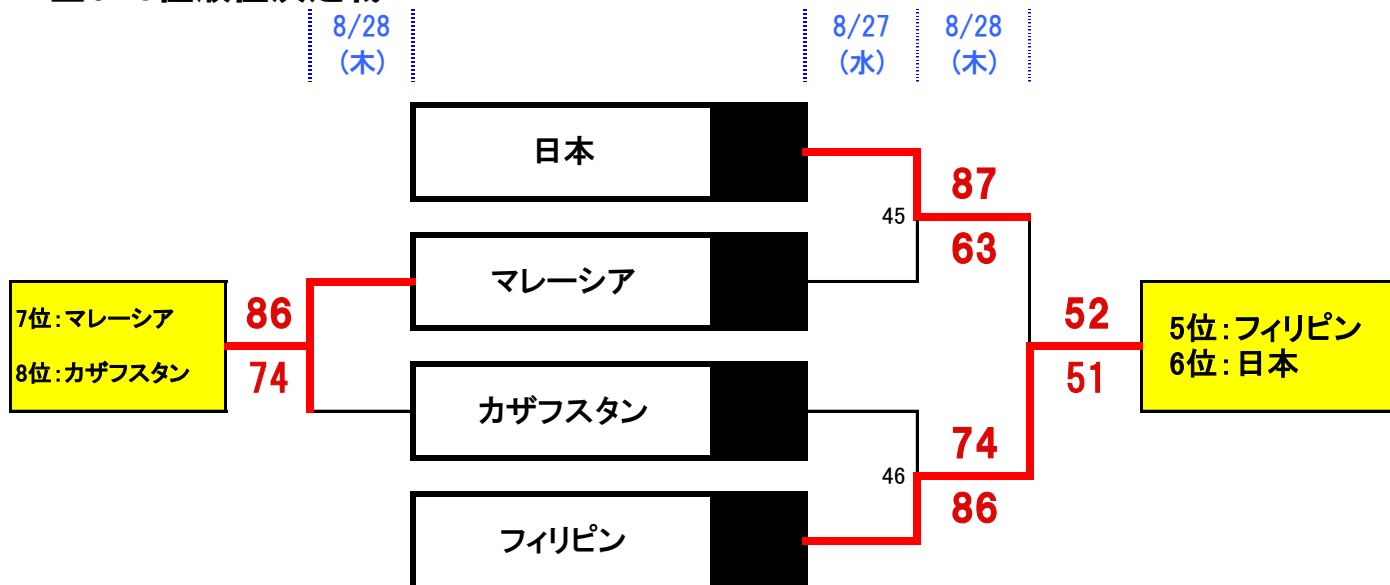 8/28
(木)
8/27
(水)
8/28
(木)
日本
87
45
63
マレーシア
7位:マレーシア
8位:カザフスタン
86
74
52
51
5位:フィリピン
6位:日本
カザフスタン
74
46
86
フィリピン